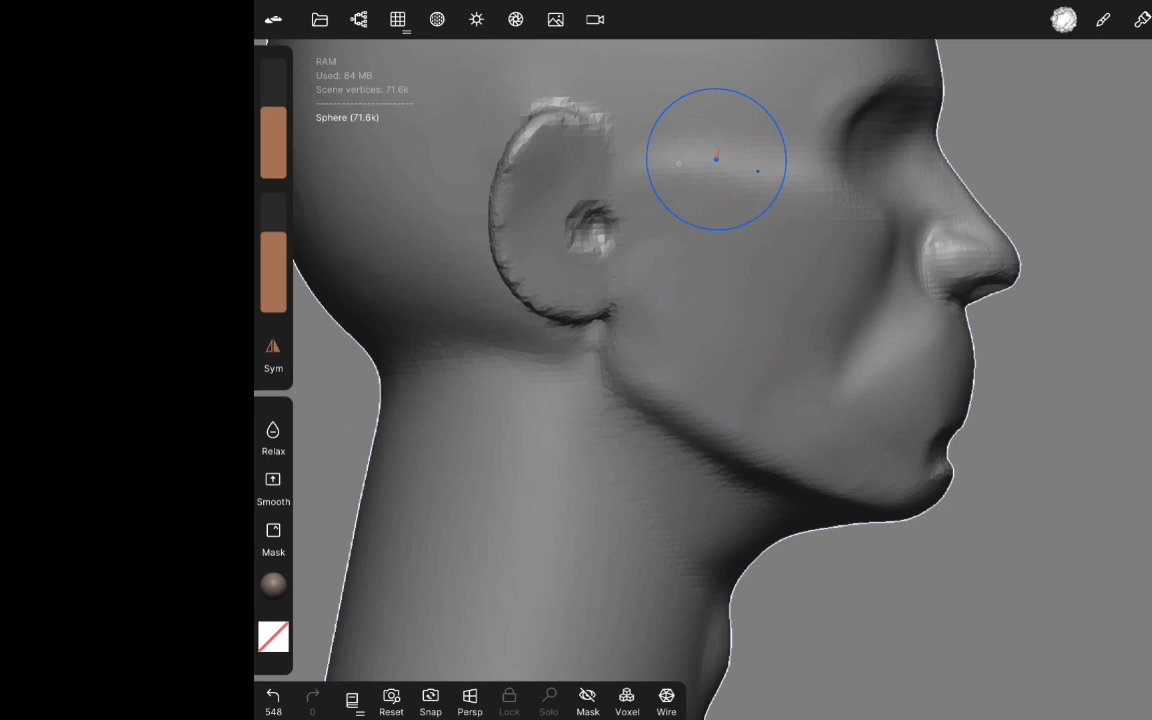 RAM
Used: 84 MB
Scene vertices: 71.6k
--------------------
Sphere (71.6k)
Sym
Relax
Smooth
Mask
548
0
Reset
Snap
Persp
Lock
Solo
Mask
Voxel
Wire